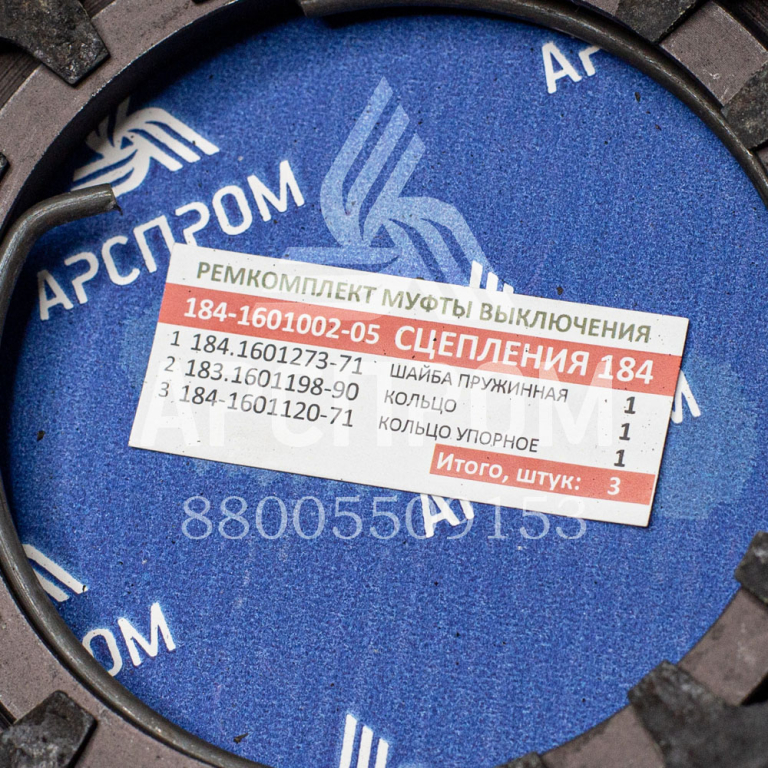 АРСПРОМ
РЕМКОМПЛЕКТ МУФТЫ ВЫКЛЮЧЕНИЯ
184-1601002-05 СЦЕПЛЕНИЯ 184
1 184.1601273-71 ШАЙБА ПРУЖИННАЯ 1
2 183.1601198-90 КОЛЬЦО 1
3 184-1601120-71 КОЛЬЦО УПОРНОЕ 1
Итого, штук: 3
АРСПРОМ
88005509153